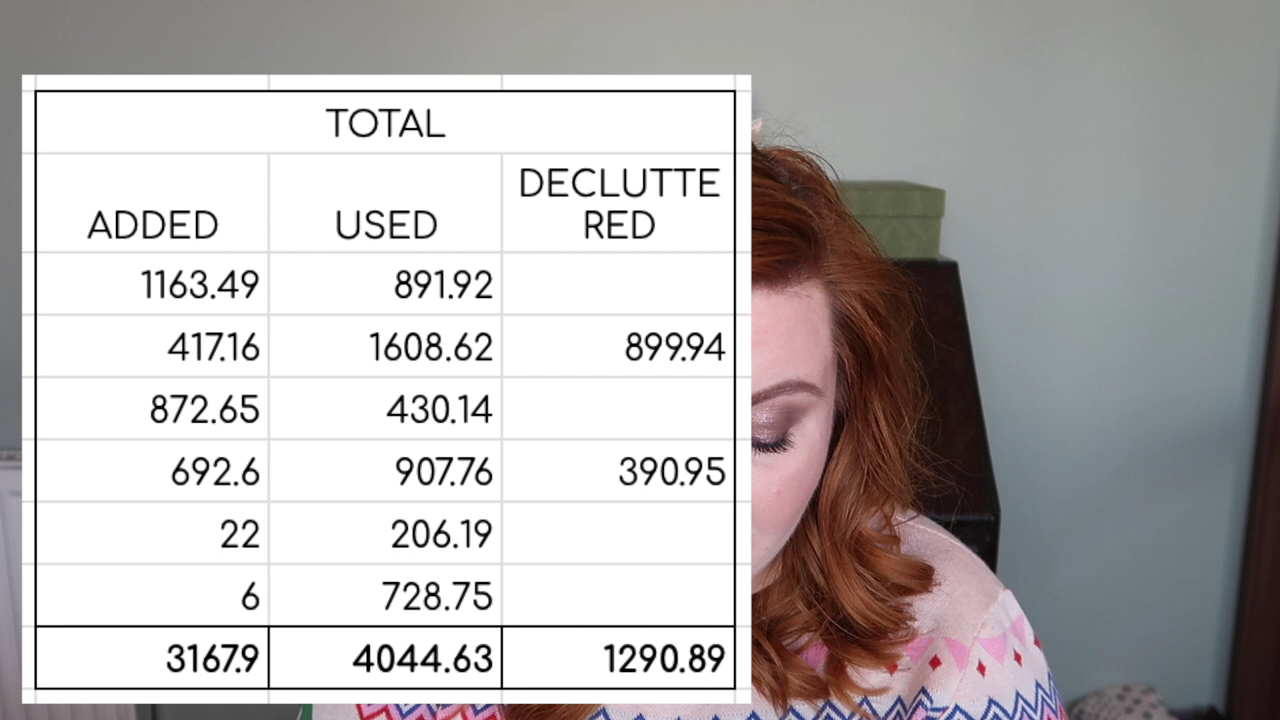 TOTAL
ADDED USED DECLUTTE
RED
1163.49 891.92
417.16 1608.62 899.94
872.65 430.14
692.6 907.76 390.95
22 206.19
6 728.75
3167.9 4044.63 1290.89